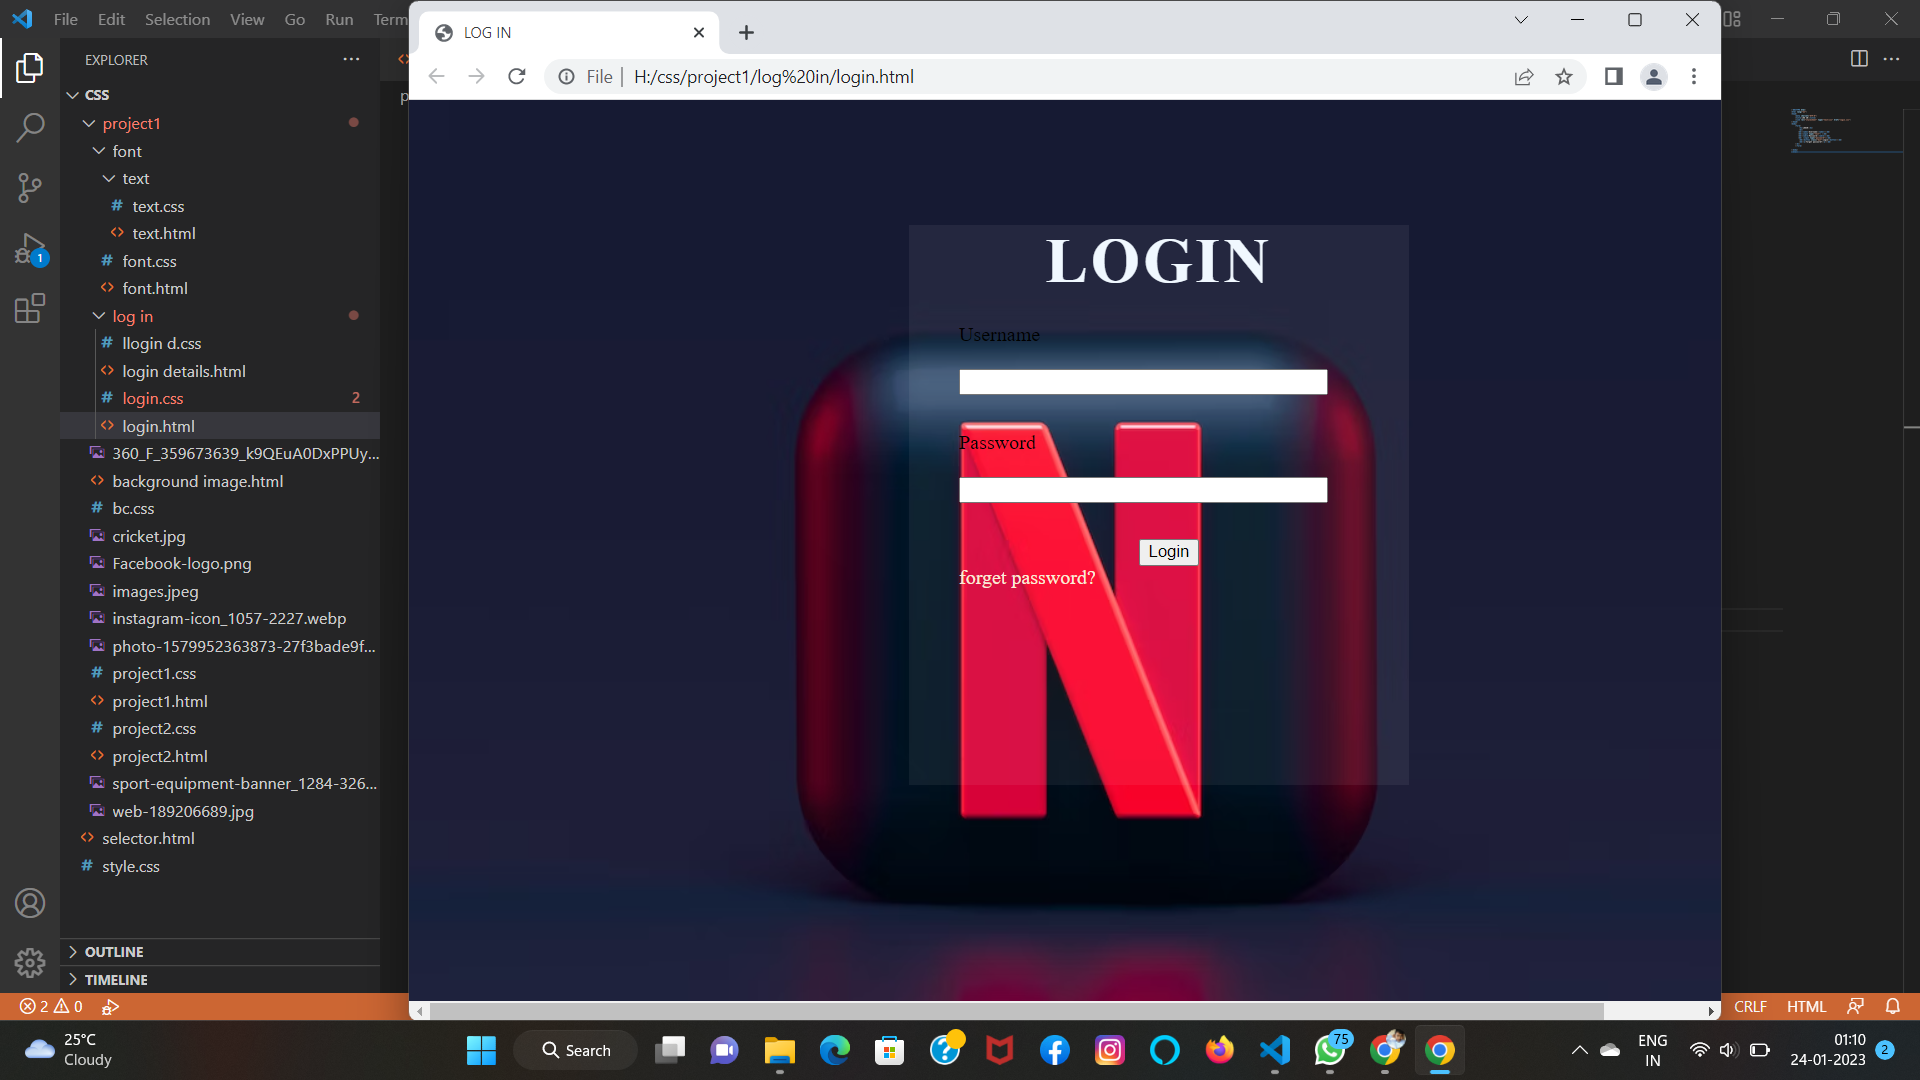 File Edit Selection View Go Run Term
EXPLORER
CSS
project1
font
text
text.css
text.html
font.css
font.html
log in
llogin d.css
login details.html
login.css 2
login.html
360_F_359673639_k9QEuA0DxPPUy...
background image.html
bc.css
cricket.jpg
Facebook-logo.png
images.jpeg
instagram-icon_1057-2227.webp
photo-1579952363873-27f3bade9f...
project1.css
project1.html
project2.css
project2.html
sport-equipment-banner_1284-326...
web-189206689.jpg
selector.html
style.css
OUTLINE
TIMELINE
1
2 0
LOG IN
File H:/css/project1/log%20in/login.html
p
LOGIN
Username
Password
Login
forget password?
N
CRLF HTML
25°C
Cloudy
Search
75
ENG
IN
01:10
24-01-2023
2